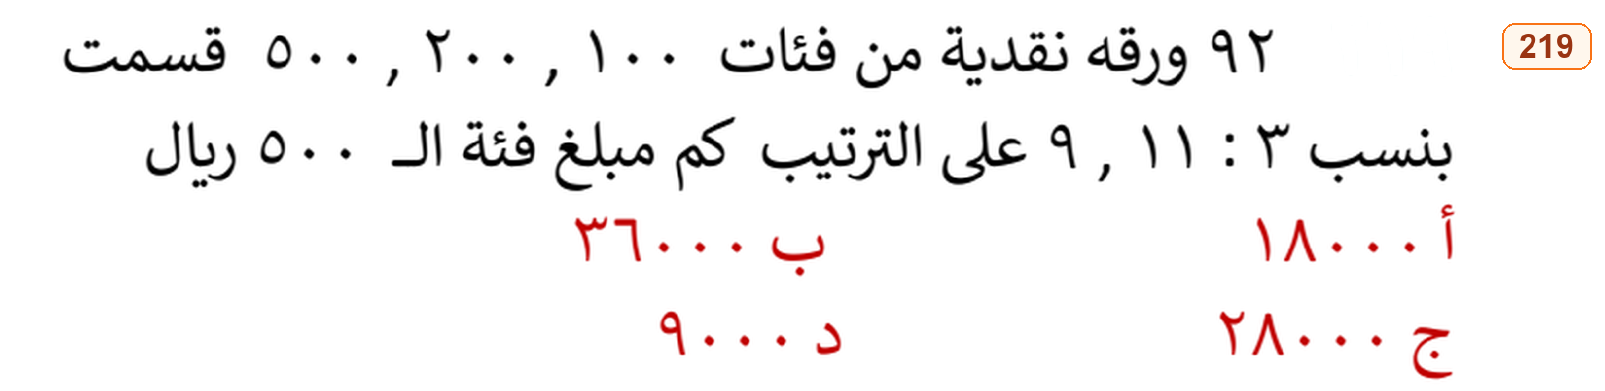 219
٩٢ ورقه نقدية من فئات ١٠٠ , ٢٠٠ , ٥٠٠ قسمت
بنسب ٣ : ١١ , ٩ على الترتيب كم مبلغ فئة الـ ٥٠٠ ريال
أ ١٨٠٠٠ ب ٣٦٠٠٠
ج ٢٨٠٠٠ د ٩٠٠٠